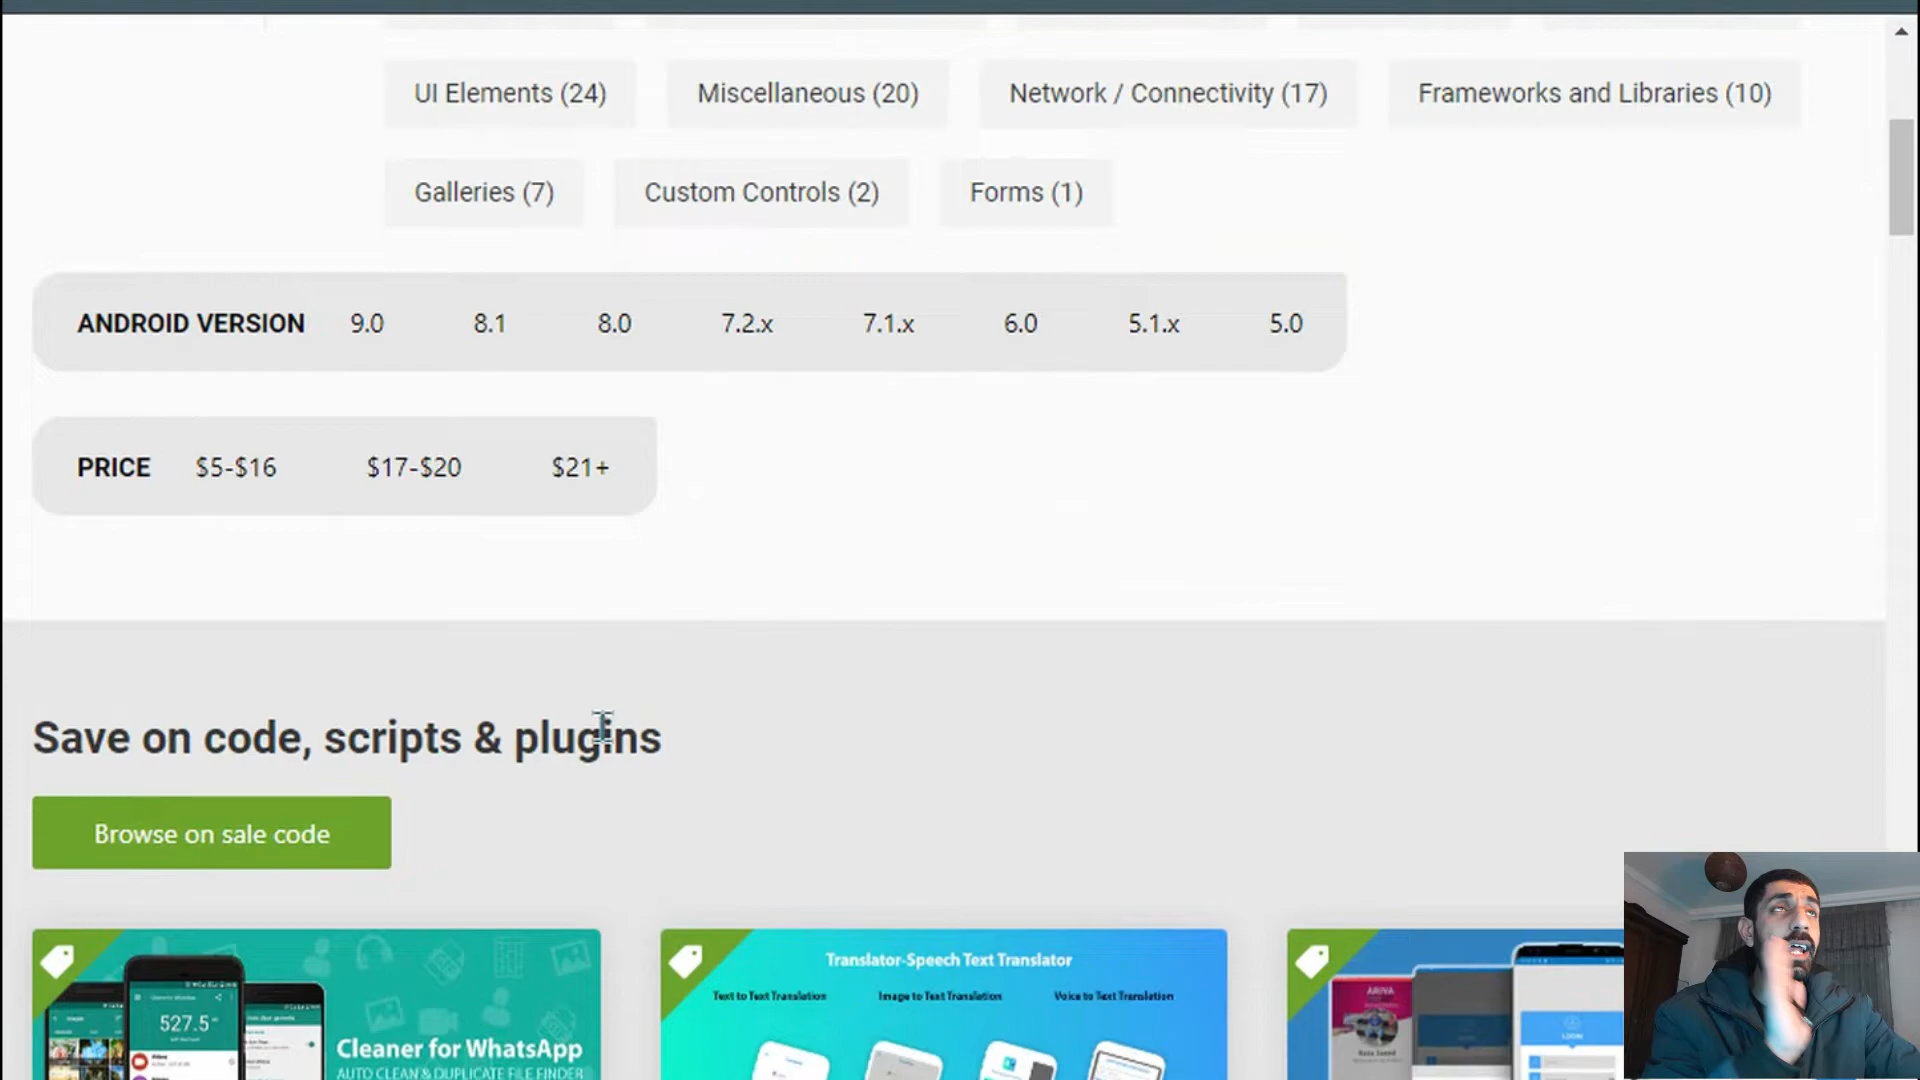 UI Elements (24) Miscellaneous (20) Network / Connectivity (17) Frameworks and Libraries (10)
Galleries (7) Custom Controls (2) Forms (1)
ANDROID VERSION 9.0 8.1 8.0 7.2.x 7.1.x 6.0 5.1.x 5.0
PRICE $5-$16 $17-$20 $21+
Save on code, scripts & plugins
Browse on sale code
527.5
Cleaner for WhatsApp
AUTO CLEAN & DUPLICATE FILE FINDER
Translator-Speech Text Translator
Text to Text Translation Image to Text Translation Voice to Text Translation
ARIVA
LOGIN